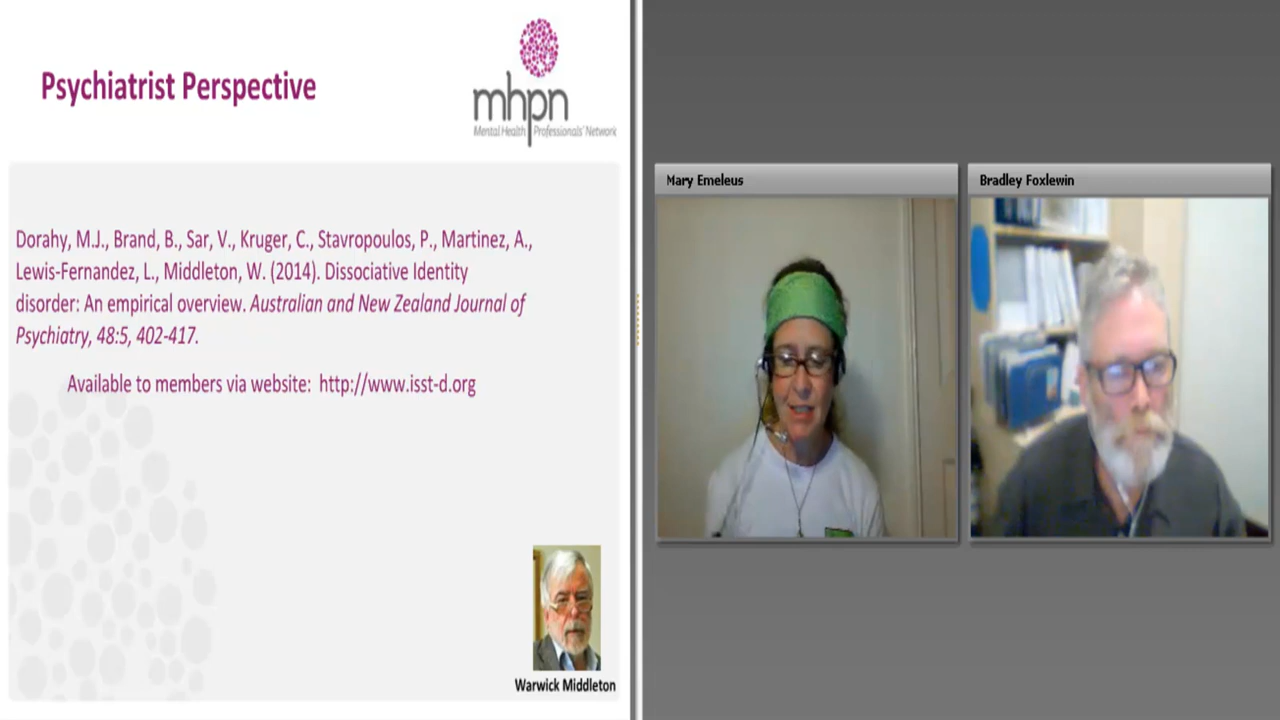 Psychiatrist Perspective
mhpn
Mental Health Professionals' Network
Dorahy, M.J., Brand, B., Sar, V., Kruger, C., Stavropoulos, P., Martinez, A.,
Lewis-Fernandez, L., Middleton, W. (2014). Dissociative Identity
disorder: An empirical overview. Australian and New Zealand Journal of
Psychiatry, 48:5, 402-417.
Available to members via website: http://www.isst-d.org
Warwick Middleton
Mary Emeleus
Bradley Foxlewin